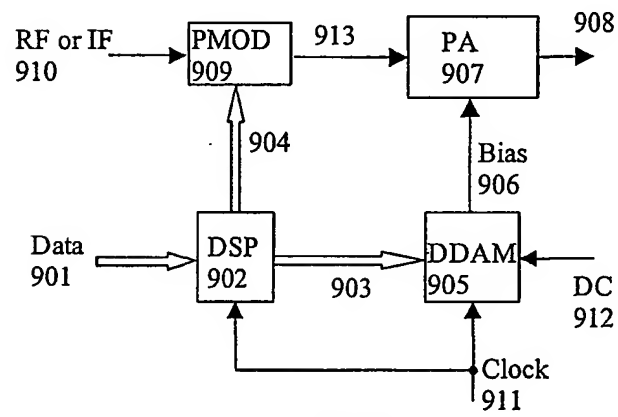 RF or IF
910
PMOD
909
913
PA
907
908
904
Bias
906
Data
901
DSP
902
903
DDAM
905
DC
912
Clock
911